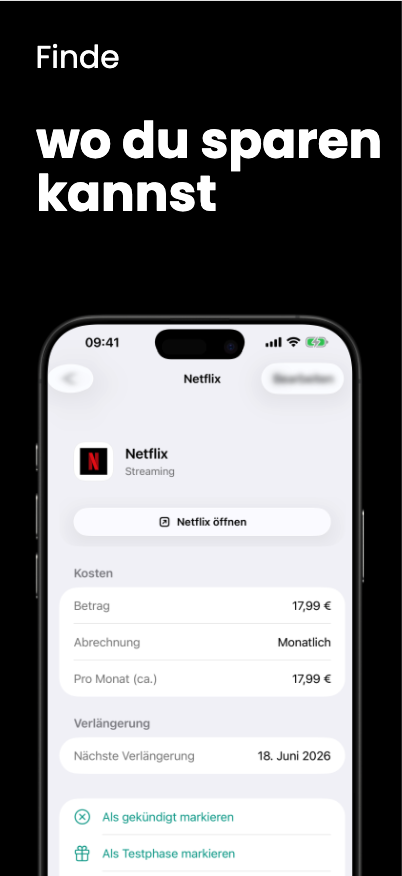 Finde
wo du sparen
kannst
09:41
Netflix
Netflix
Streaming
Netflix öffnen
Kosten
Betrag 17,99 €
Abrechnung Monatlich
Pro Monat (ca.) 17,99 €
Verlängerung
Nächste Verlängerung 18. Juni 2026
Als gekündigt markieren
Als Testphase markieren